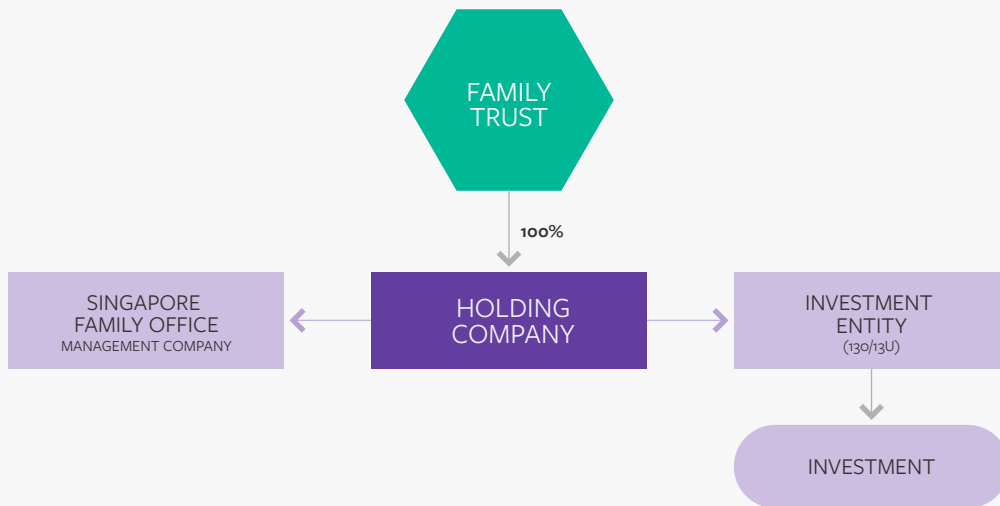 FAMILY
TRUST
100%
SINGAPORE
FAMILY OFFICE
MANAGEMENT COMPANY
HOLDING
COMPANY
INVESTMENT
ENTITY
(13O/13U)
INVESTMENT